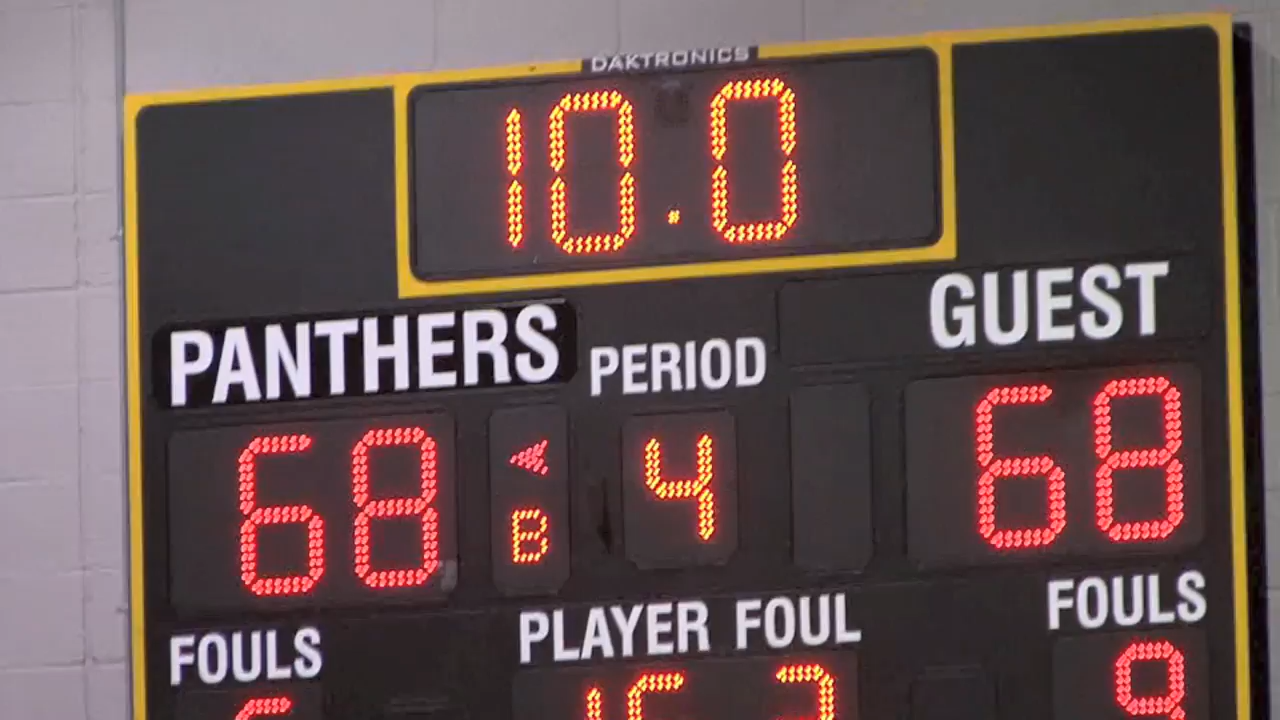 DAKTRONICS
10.0
PANTHERS PERIOD GUEST
68 B 4 68
FOULS PLAYER FOUL FOULS